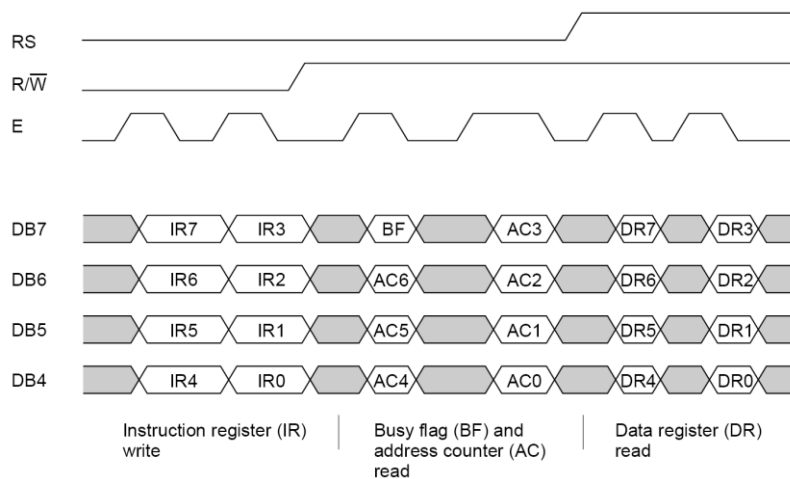 RS
R/W̅
E
DB7 IR7 IR3 BF AC3 DR7 DR3
DB6 IR6 IR2 AC6 AC2 DR6 DR2
DB5 IR5 IR1 AC5 AC1 DR5 DR1
DB4 IR4 IR0 AC4 AC0 DR4 DR0
Instruction register (IR)
write
Busy flag (BF) and
address counter (AC)
read
Data register (DR)
read